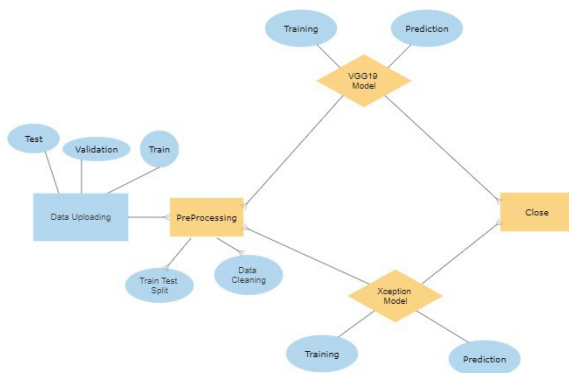 Training
Prediction
VGG19
Model
Test
Validation
Train
Data Uploading
PreProcessing
Close
Train Test
Split
Data
Cleaning
Xception
Model
Training
Prediction